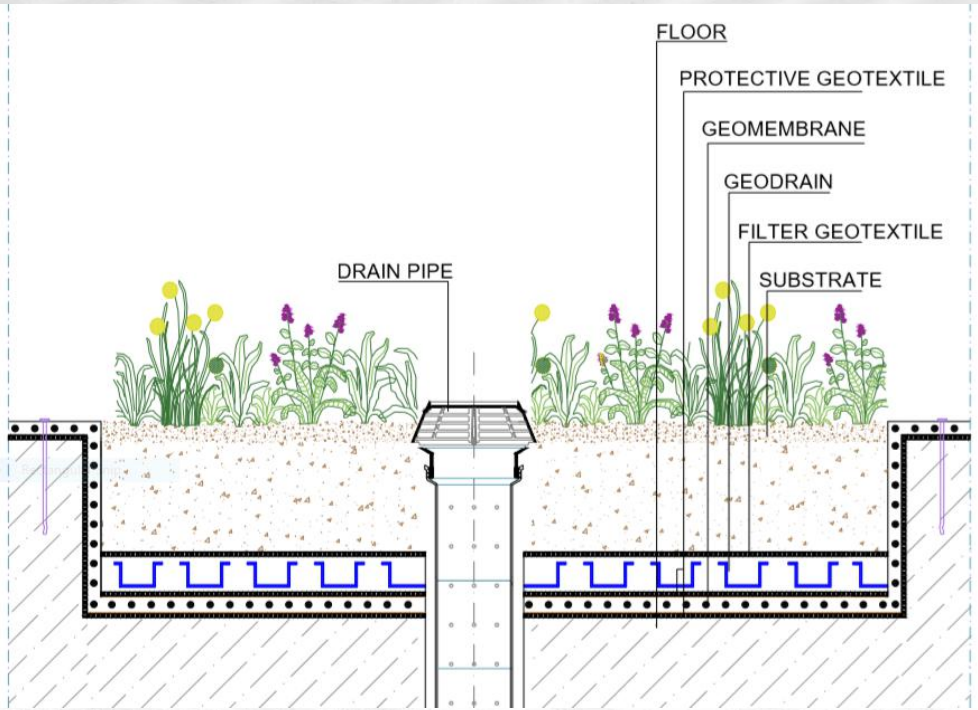 FLOOR
PROTECTIVE GEOTEXTILE
GEOMEMBRANE
GEODRAIN
FILTER GEOTEXTILE
DRAIN PIPE
SUBSTRATE